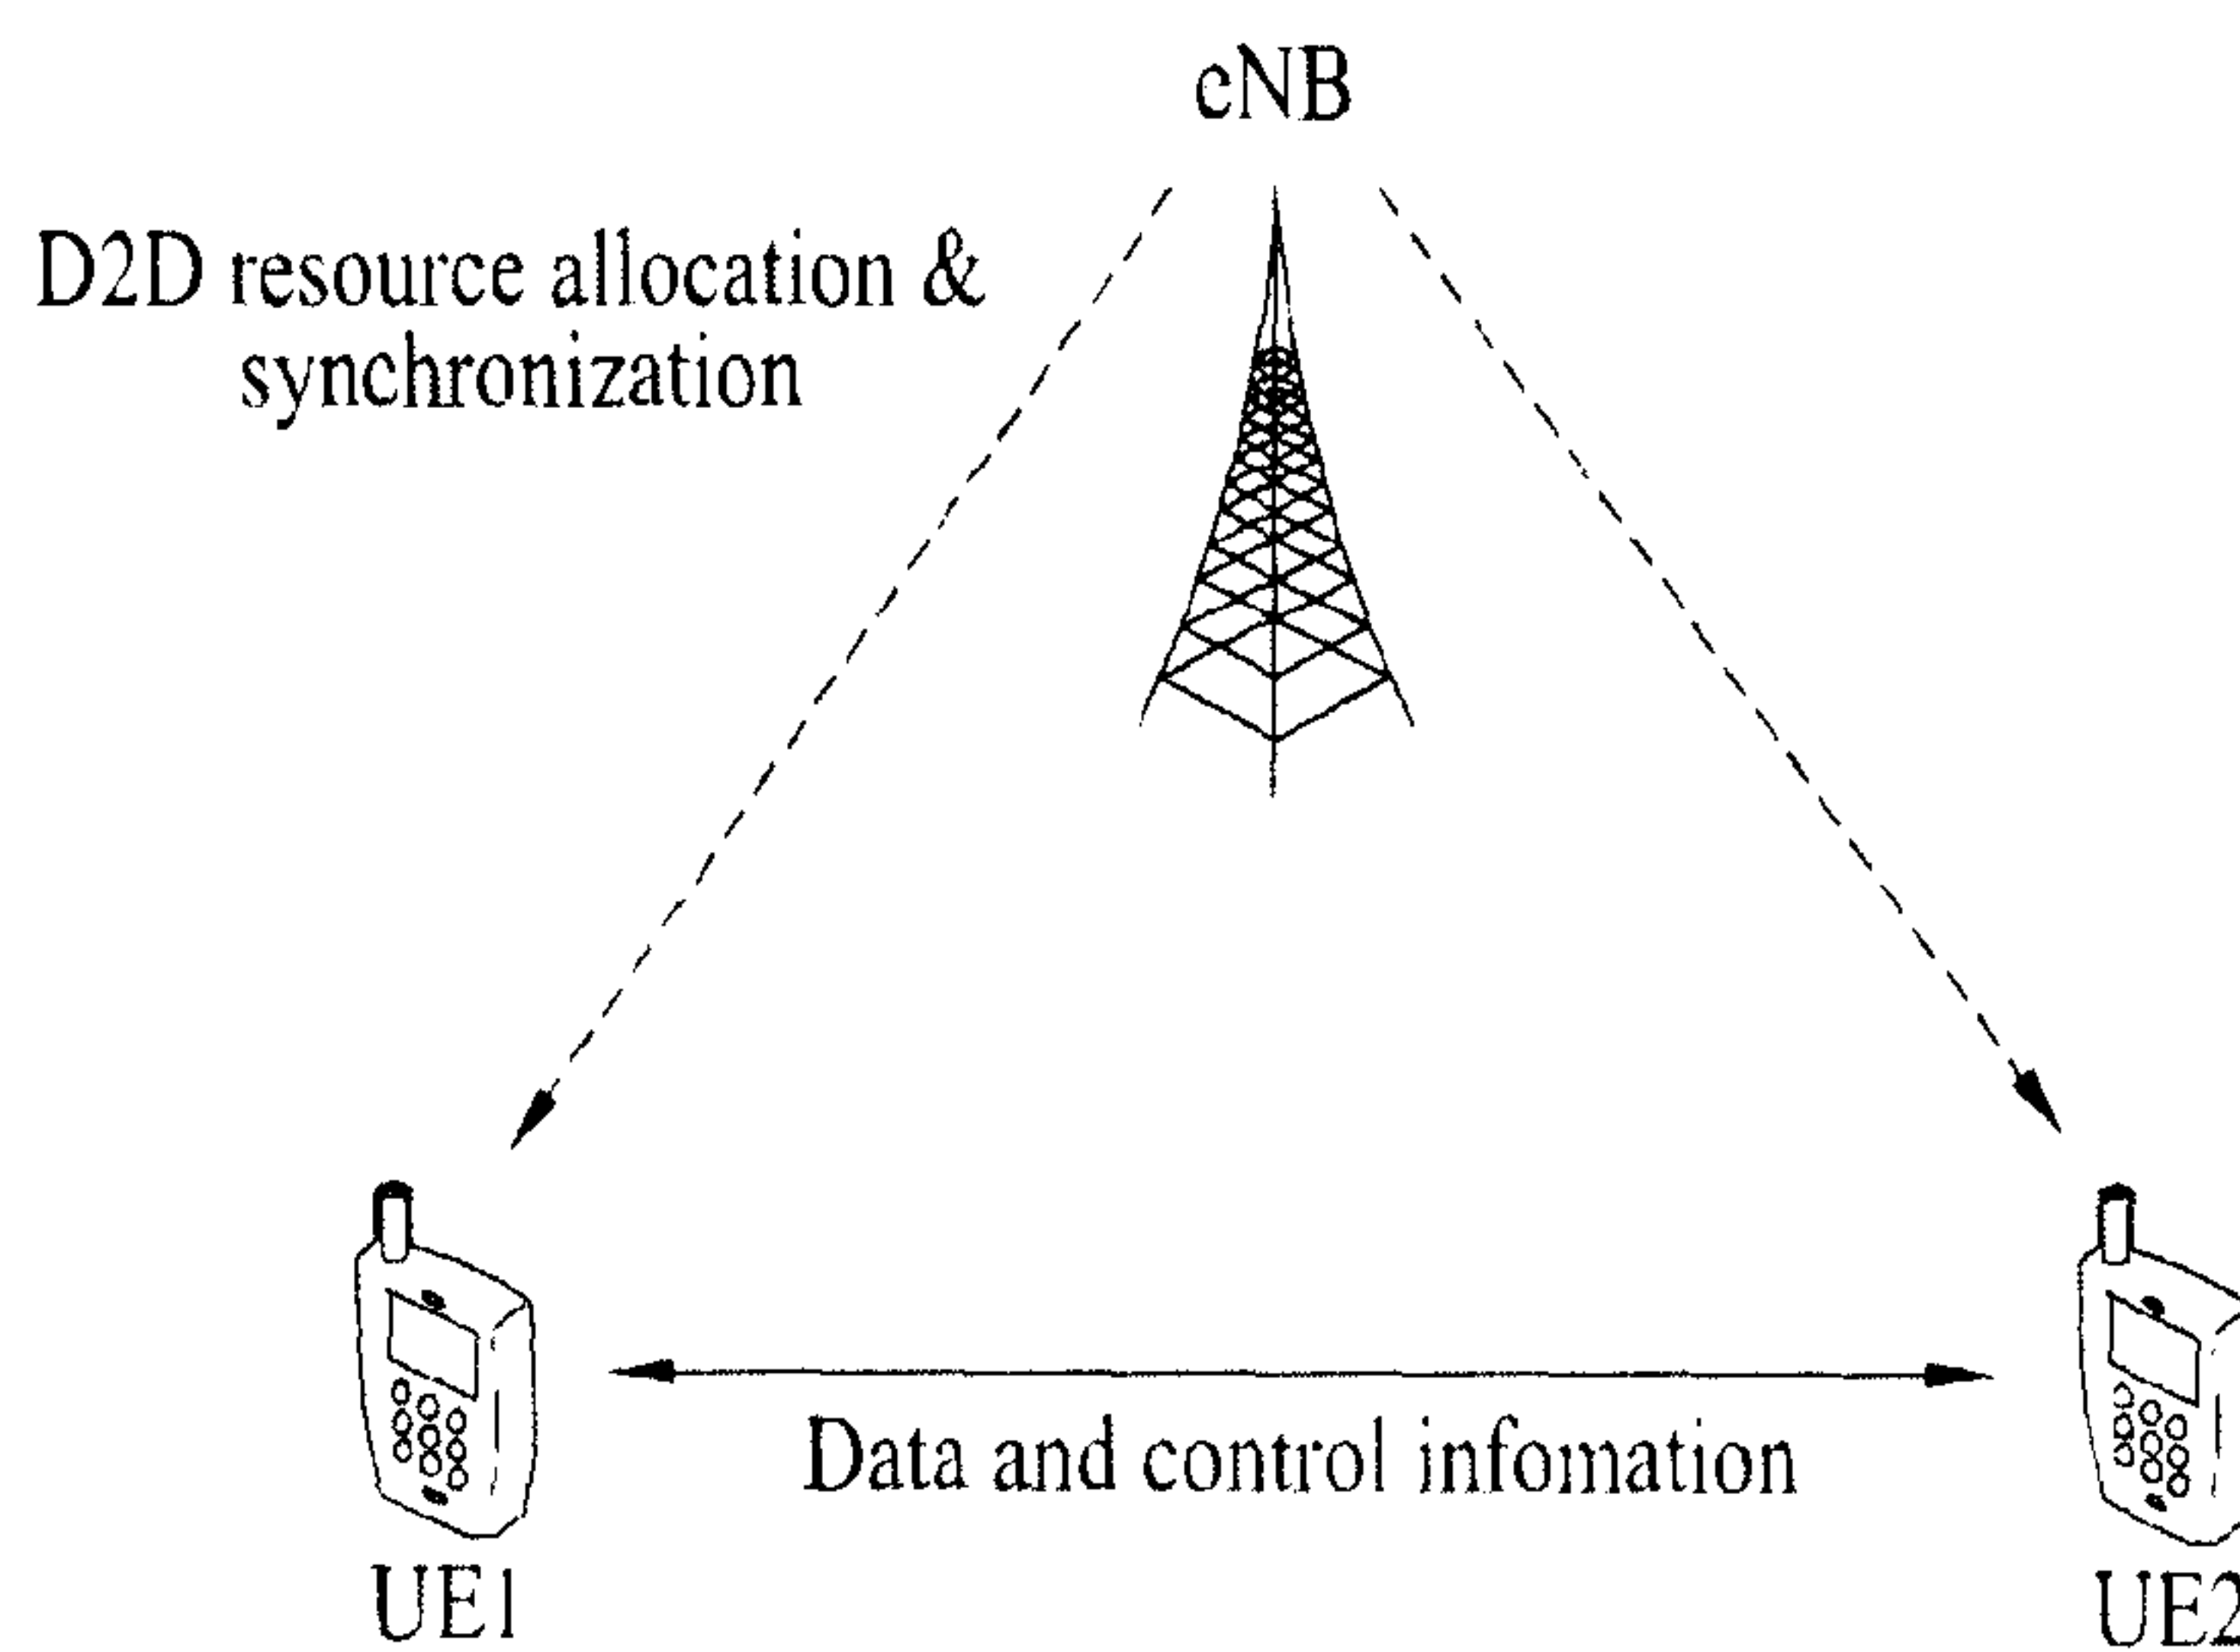 eNB
D2D resource allocation &
synchronization
Data and control infomation
UE1
UE2